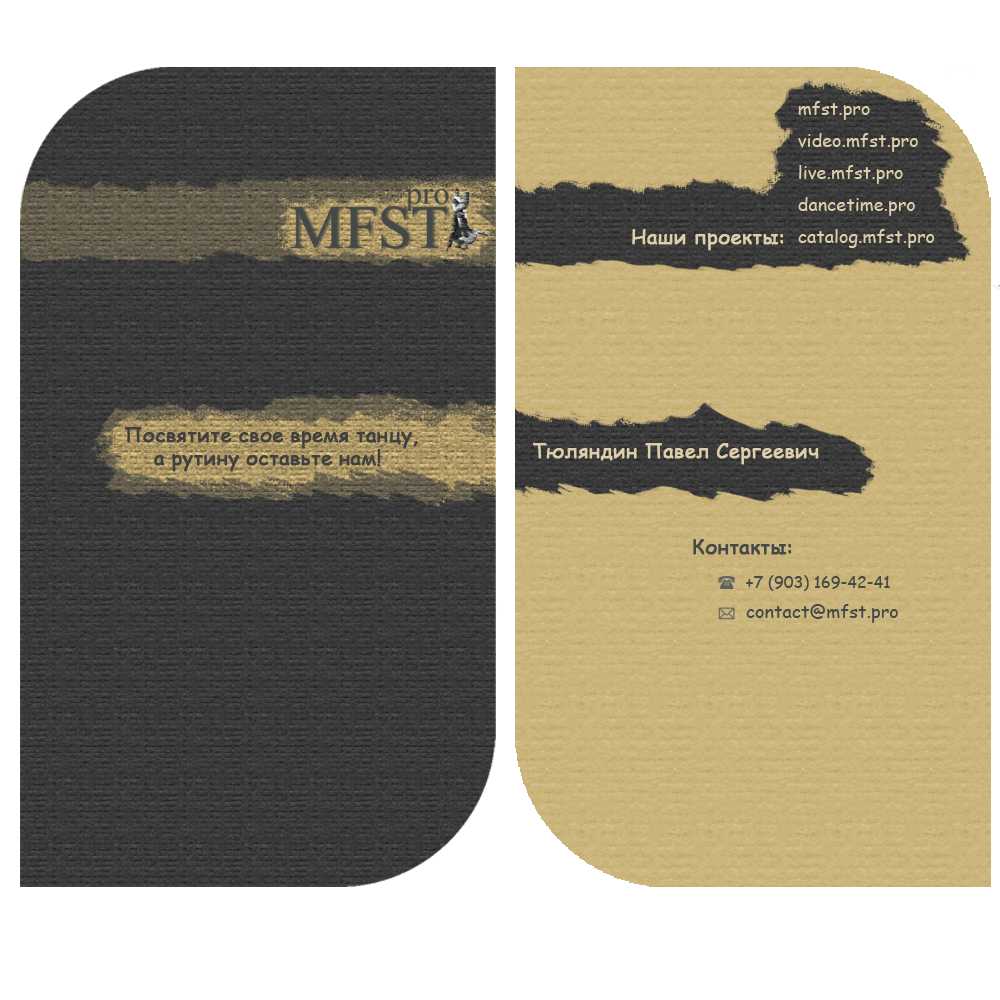 pro
MFST
Посвятите свое время танцу,
а рутину оставьте нам!
mfst.pro
video.mfst.pro
live.mfst.pro
dancetime.pro
Наши проекты: catalog.mfst.pro
Тюляндин Павел Сергеевич
Контакты:
+7 (903) 169-42-41
contact@mfst.pro